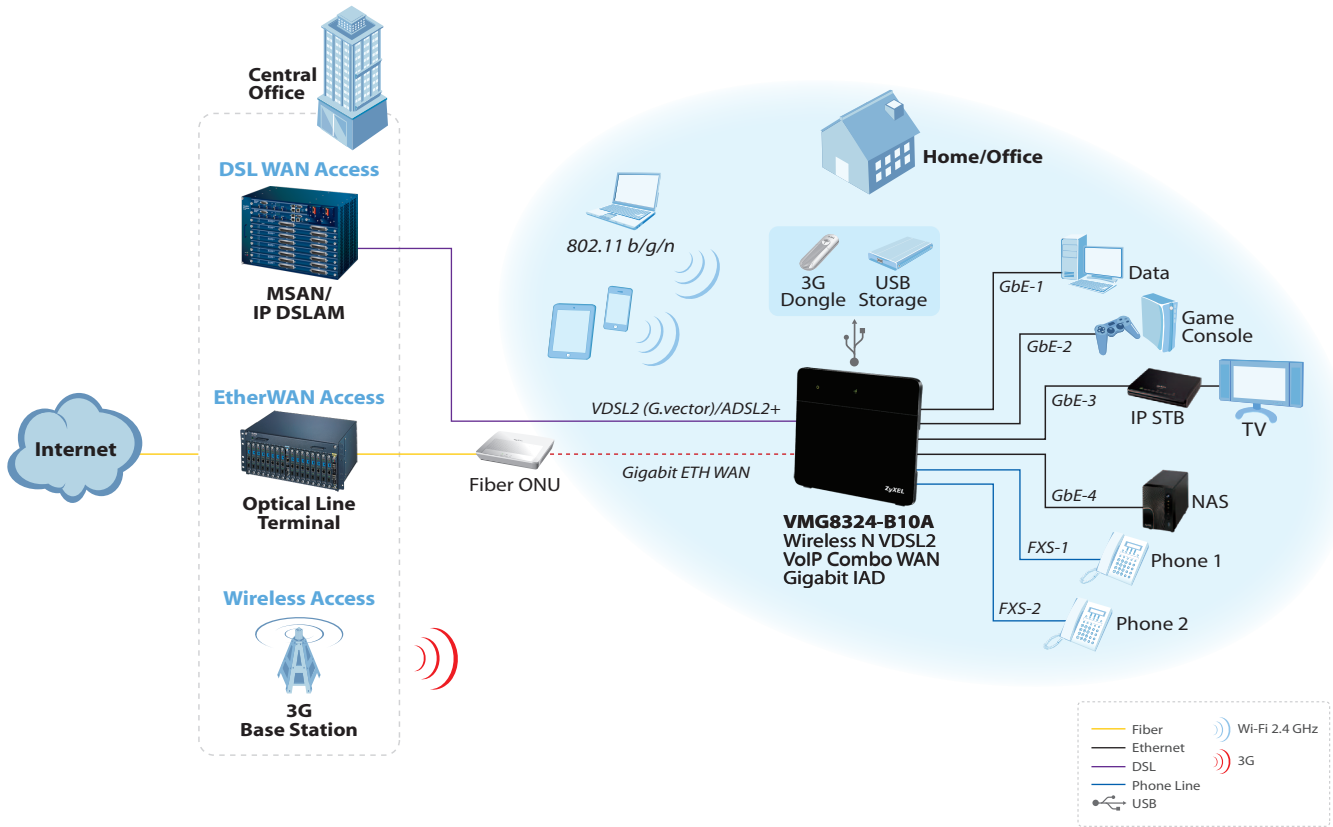 Central
Office
DSL WAN Access
MSAN/
IP DSLAM
EtherWAN Access
Internet
Optical Line
Terminal
Wireless Access
3G
Base Station
Home/Office
802.11 b/g/n
3G
Dongle
USB
Storage
VDSL2 (G.vector)/ADSL2+
Fiber ONU
Gigabit ETH WAN
ZyXEL
VMG8324-B10A
Wireless N VDSL2
VoIP Combo WAN
Gigabit IAD
GbE-1
Data
GbE-2
Game
Console
GbE-3
IP STB
TV
GbE-4
NAS
FXS-1
Phone 1
FXS-2
Phone 2
Fiber
Ethernet
DSL
Phone Line
USB
Wi-Fi 2.4 GHz
3G